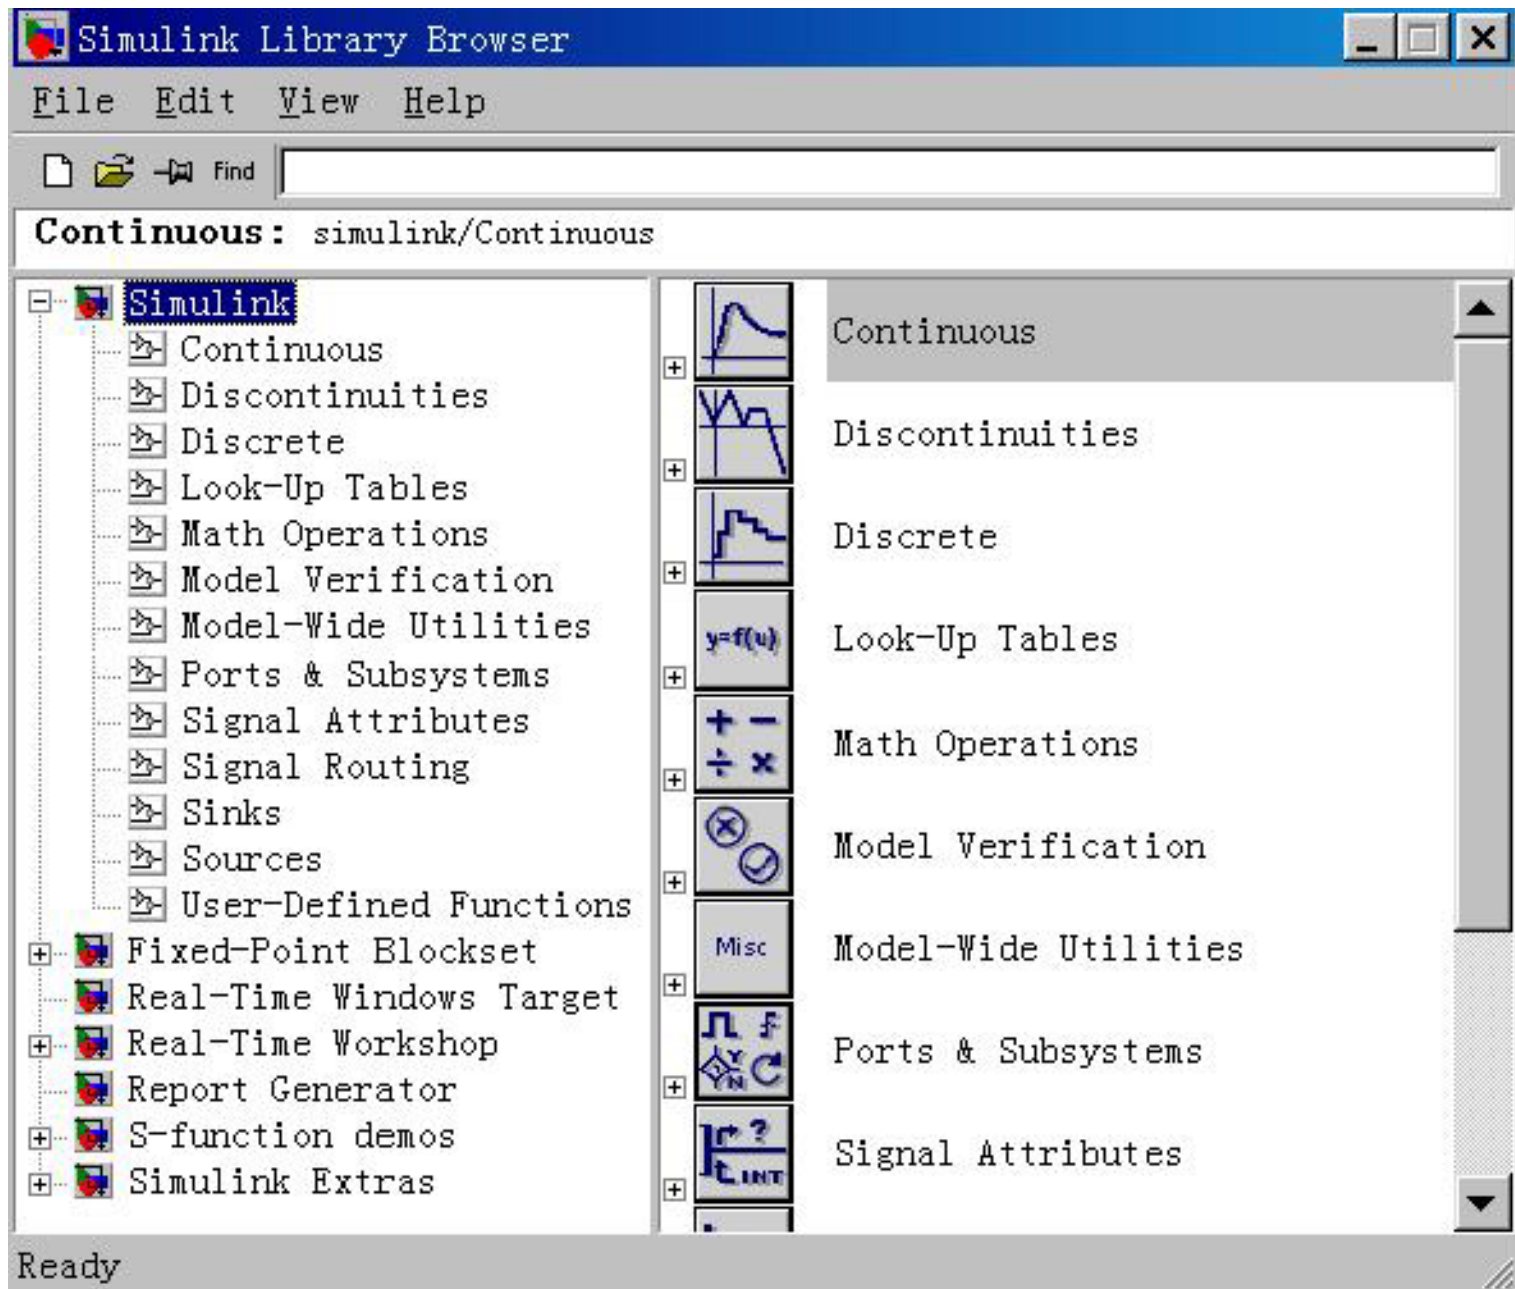 Simulink Library Browser
File Edit View Help
Find
Continuous: simulink/Continuous
Simulink
Continuous
Discontinuities
Discrete
Look-Up Tables
Math Operations
Model Verification
Model-Wide Utilities
Ports & Subsystems
Signal Attributes
Signal Routing
Sinks
Sources
User-Defined Functions
Fixed-Point Blockset
Real-Time Windows Target
Real-Time Workshop
Report Generator
S-function demos
Simulink Extras
Continuous
Discontinuities
Discrete
y=f(u) Look-Up Tables
+ −
÷ × Math Operations
Model Verification
Misc Model-Wide Utilities
Y
N Ports & Subsystems
?
INT Signal Attributes
Ready